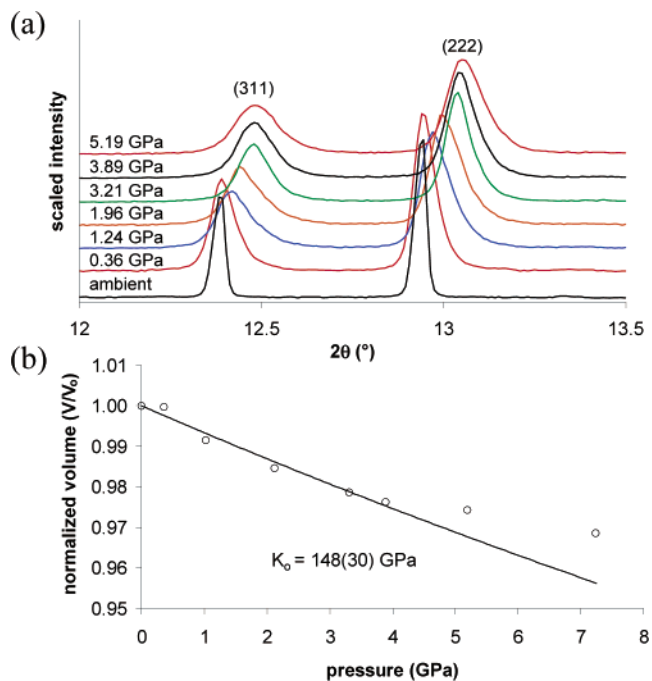 (a)
(222)
(311)
scaled intensity
5.19 GPa
3.89 GPa
3.21 GPa
1.96 GPa
1.24 GPa
0.36 GPa
ambient
12 12.5 13 13.5
2θ (°)
(b)
normalized volume (V/V₀)
1.01
1.00
0.99
0.98
0.97
0.96
0.95
K₀ = 148(30) GPa
0 1 2 3 4 5 6 7 8
pressure (GPa)